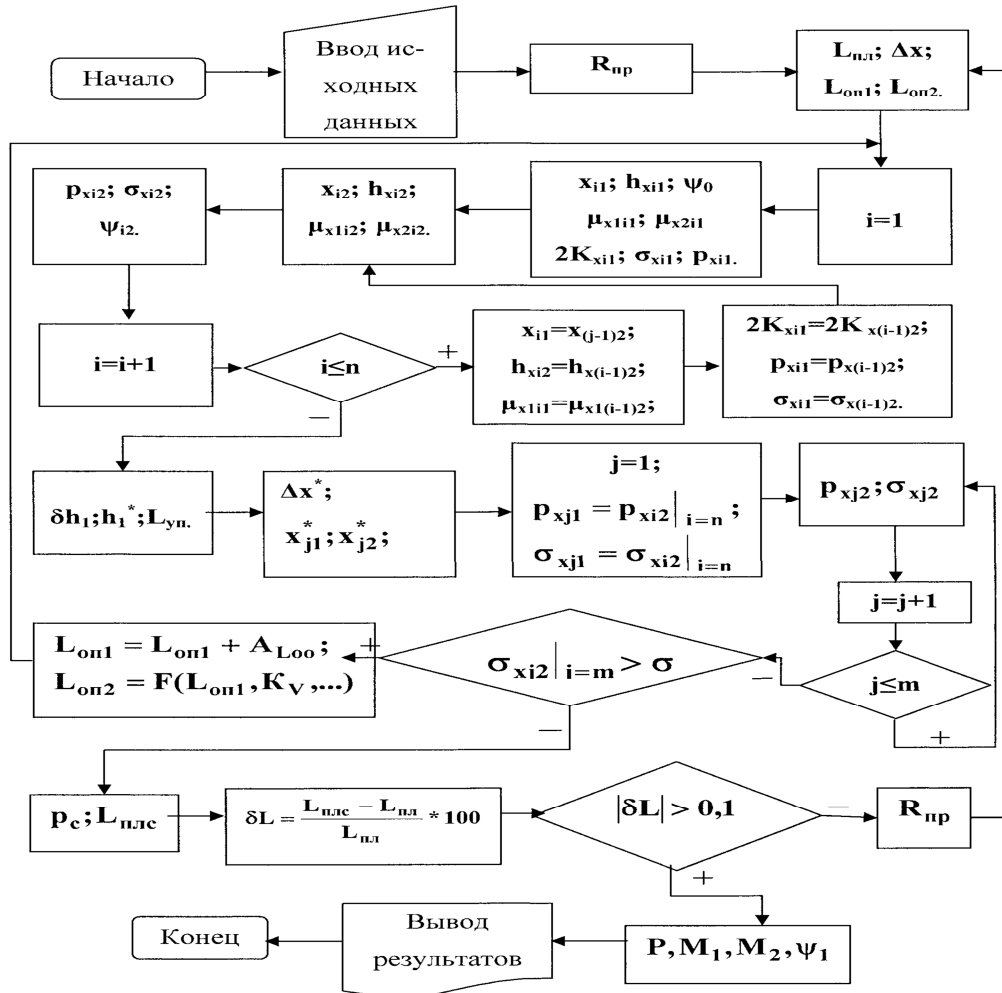 Начало
Ввод ис-
ходных
данных
Rпр
Lпл; Δx;
Lоп1; Lоп2.
pxi2; σxi2;
ψi2.
xi2; hxi2;
μx1i2; μx2i2.
xi1; hxi1; ψ0
μx1i1; μx2i1
2Kxi1; σxi1; pxi1.
i=1
i=i+1
i≤n
+
–
xi1=x(j-1)2;
hxi2=hx(i-1)2;
μx1i1=μx1(i-1)2;
2Kxi1=2Kx(i-1)2;
pxi1=px(i-1)2;
σxi1=σx(i-1)2.
δh1;h1*;Lуп.
Δx*;
x*j1;x*j2;
j=1;
pxj1 = pxi2|i=n;
σxj1 = σxi2|i=n
pxj2;σxj2
j=j+1
j≤m
–
+
Lоп1 = Lоп1 + ALoo;
Lоп2 = F(Lоп1,KV,...)
+
σxi2|i=m > σ
–
pc;Lплс
δL = (Lплс – Lпл)/Lпл * 100
|δL| > 0,1
–
+
Rпр
Конец
Вывод
результатов
P,M1,M2,ψ1